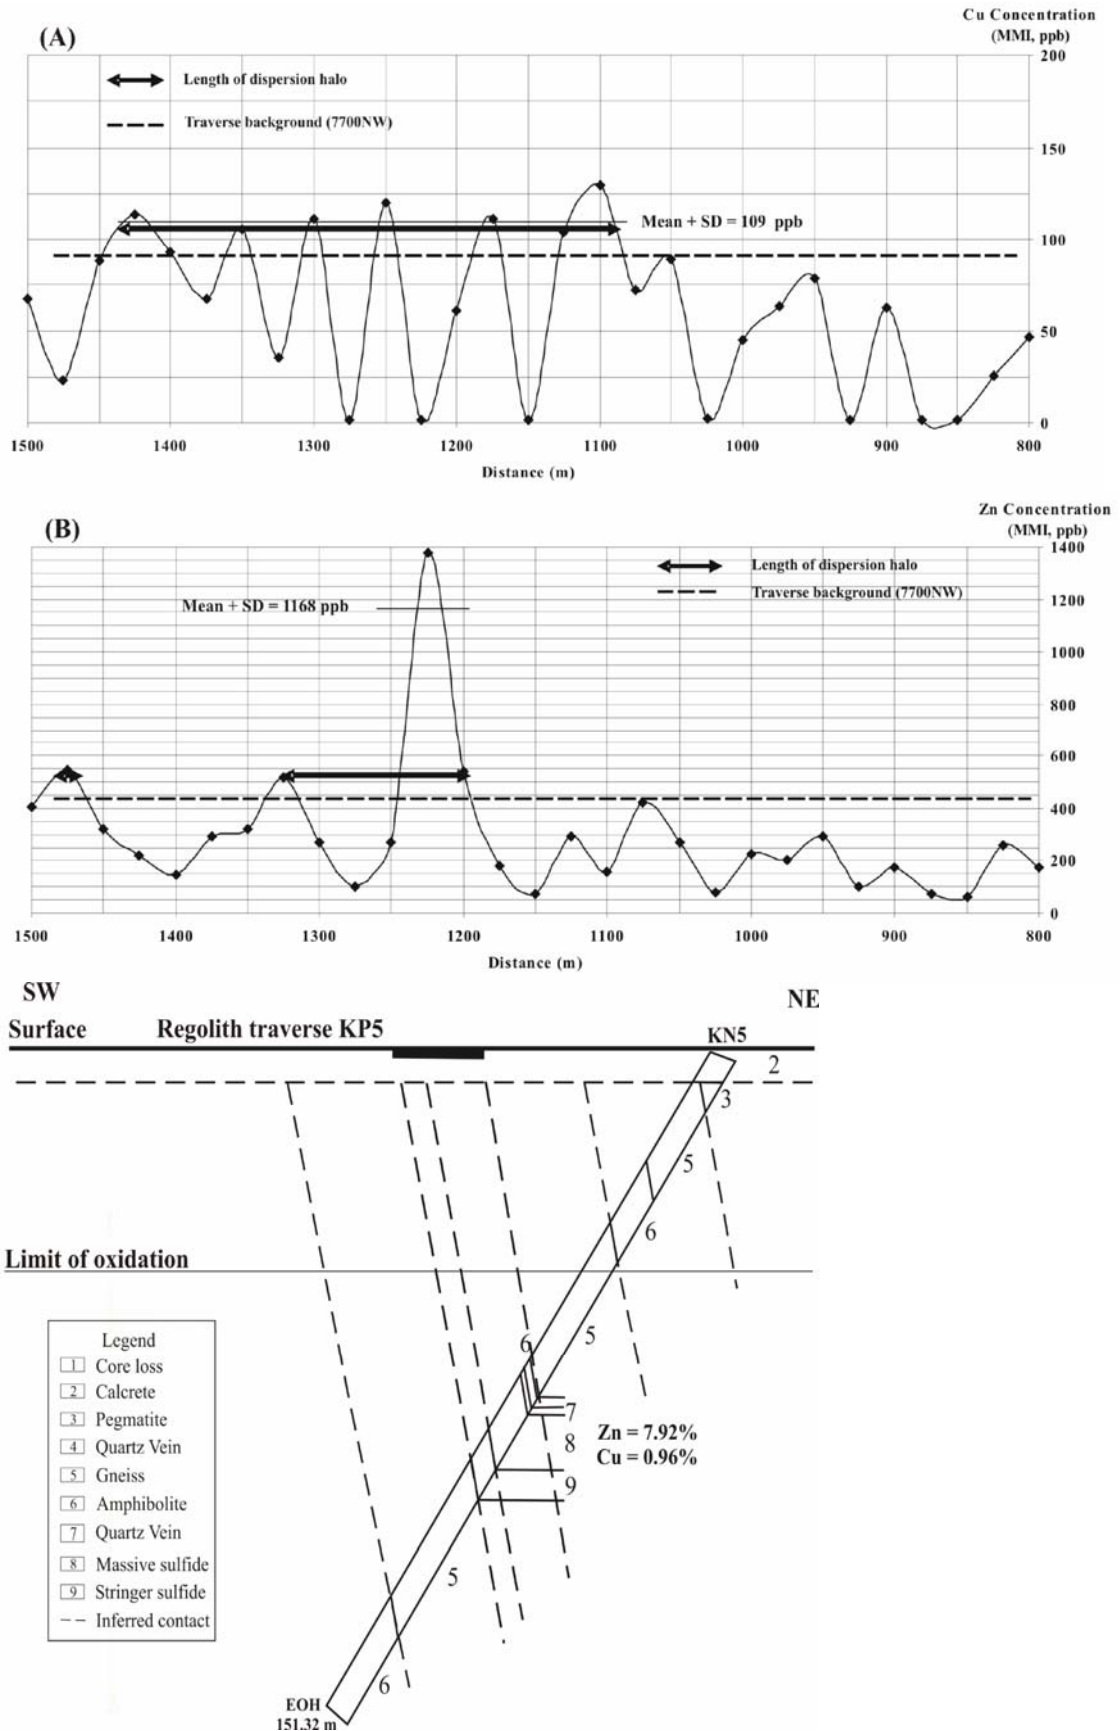 (A)
Cu Concentration
(MMI, ppb)
Length of dispersion halo
Traverse background (7700NW)
Mean + SD = 109 ppb
200
150
100
50
0
1500 1400 1300 1200 1100 1000 900 800
Distance (m)
(B)
Zn Concentration
(MMI, ppb)
Length of dispersion halo
Traverse background (7700NW)
Mean + SD = 1168 ppb
1400
1200
1000
800
600
400
200
0
1500 1400 1300 1200 1100 1000 900 800
Distance (m)
SW
NE
Surface Regolith traverse KP5
KN5
2
3
5
6
Limit of oxidation
5
6
7
8
Zn = 7.92%
Cu = 0.96%
9
5
6
EOH
151.32 m
Legend
1 Core loss
2 Calcrete
3 Pegmatite
4 Quartz Vein
5 Gneiss
6 Amphibolite
7 Quartz Vein
8 Massive sulfide
9 Stringer sulfide
Inferred contact